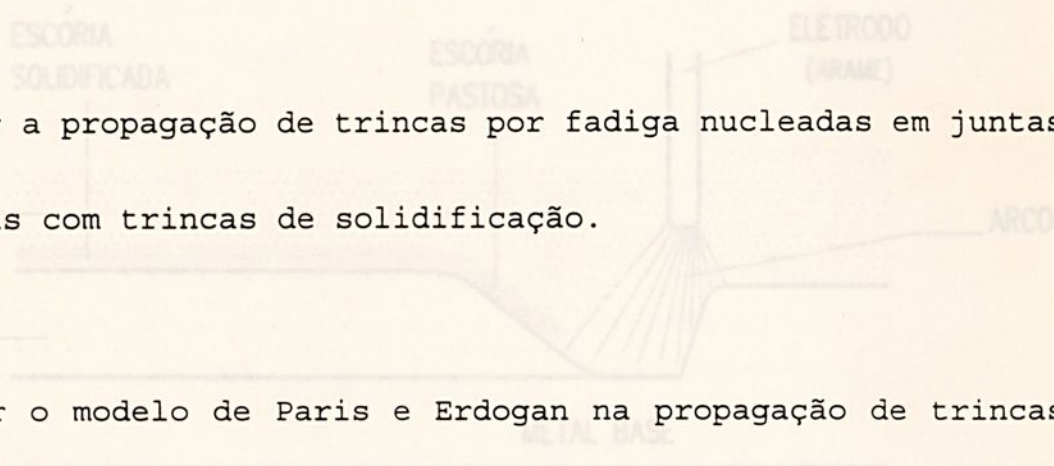 ESCÓRIA
SOLIDIFICADA
ESCÓRIA
PASTOSA
ELETRODO
(ARAME)
a propagação de trincas por fadiga nucleadas em juntas
com trincas de solidificação.
ARCO
o modelo de Paris e Erdogan na propagação de trincas
METAL BASE